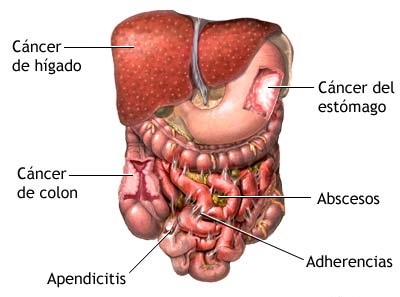 Cáncer
de hígado
Cáncer del
estómago
Cáncer
de colon
Abscesos
Adherencias
Apendicitis